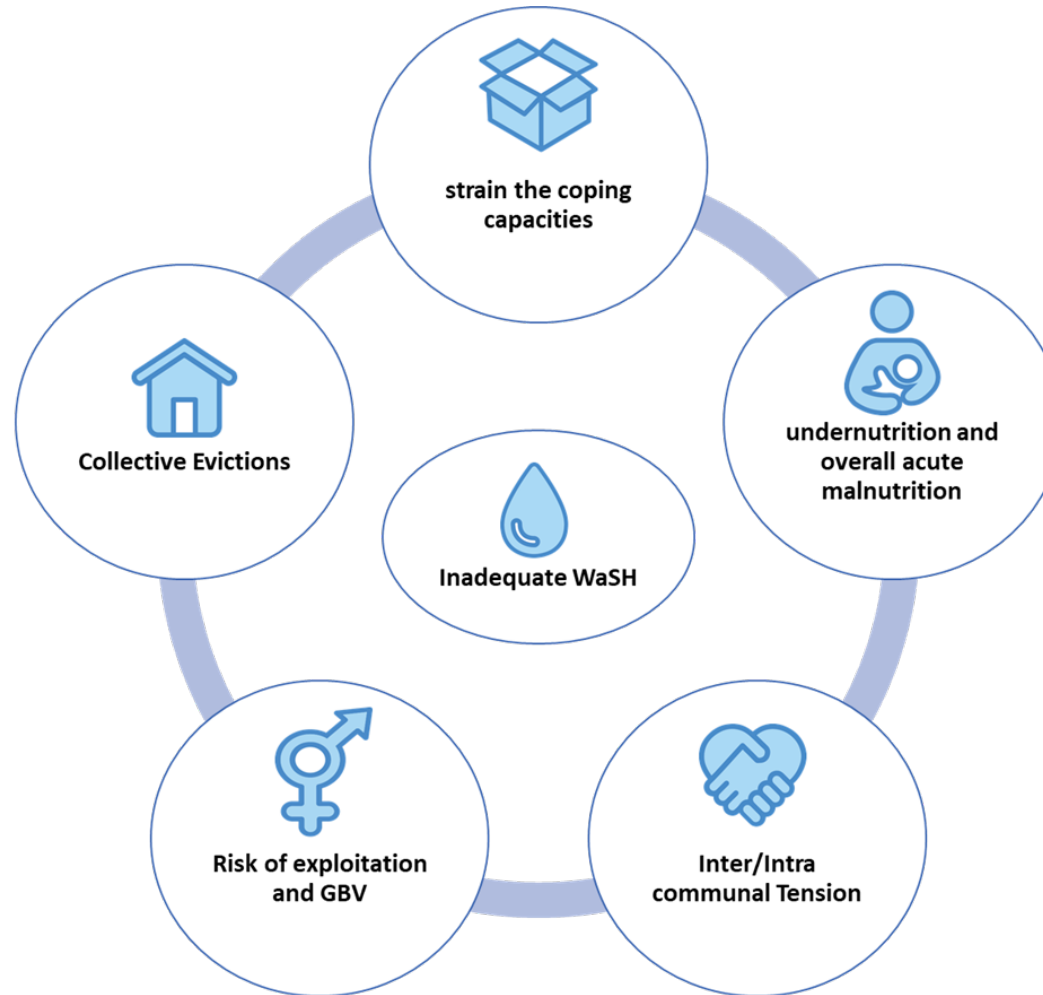 strain the coping
capacities
undernutrition and
overall acute
malnutrition
Collective Evictions
Inadequate WaSH
Risk of exploitation
and GBV
Inter/Intra
communal Tension